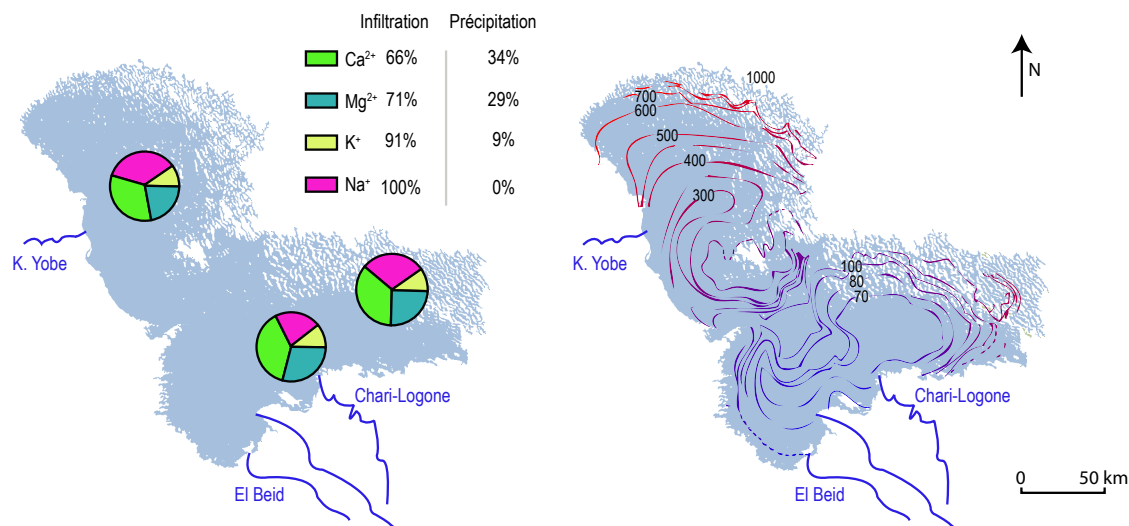 Infiltration Précipitation
Ca²⁺ 66% 34%
Mg²⁺ 71% 29%
K⁺ 91% 9%
Na⁺ 100% 0%
K. Yobe
Chari-Logone
El Beid
1000
700
600
500
400
300
100
80
70
N
K. Yobe
Chari-Logone
El Beid
0 50 km